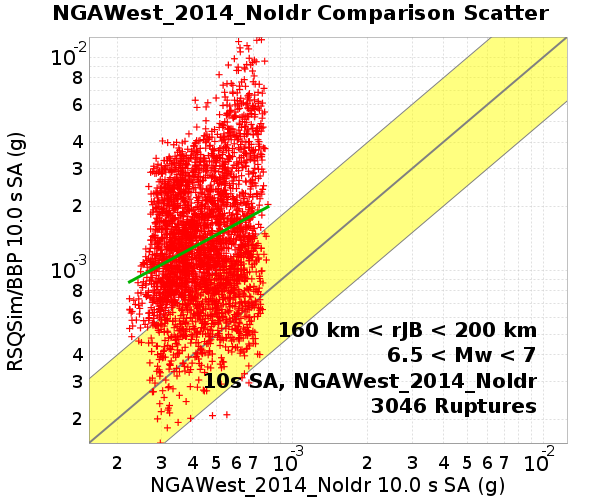 NGAWest_2014_NoIdr Comparison Scatter
RSQSim/BBP 10.0 s SA (g)
10-2
8
6
4
3
2
10-3
8
6
4
3
2
160 km < rJB < 200 km
6.5 < Mw < 7
10s SA, NGAWest_2014_NoIdr
3046 Ruptures
2 3 4 5 6 7 10-3 2 3 4 5 6 7 10-2
NGAWest_2014_NoIdr 10.0 s SA (g)